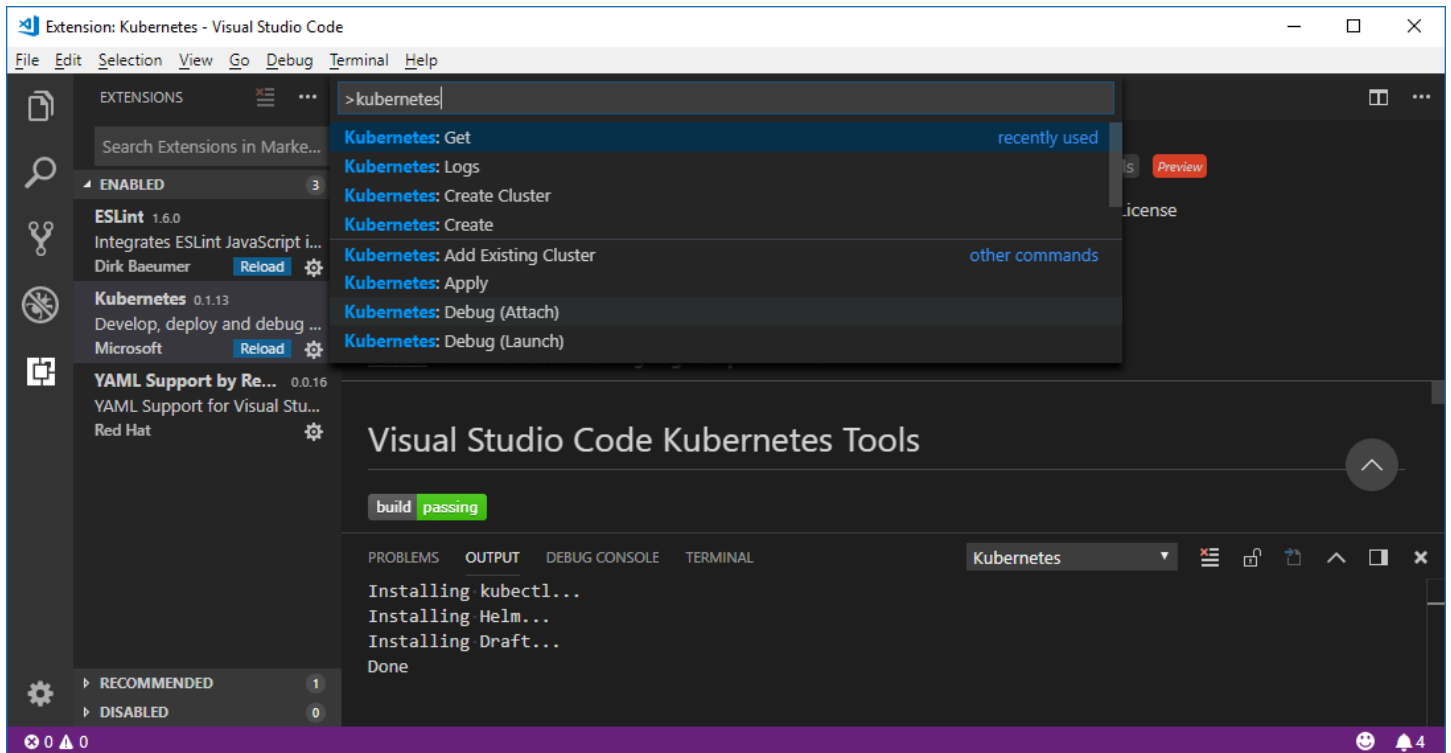 Extension: Kubernetes - Visual Studio Code
File Edit Selection View Go Debug Terminal Help
EXTENSIONS
Search Extensions in Marke...
ENABLED 3
ESLint 1.6.0
Integrates ESLint JavaScript i...
Dirk Baeumer Reload
Kubernetes 0.1.13
Develop, deploy and debug ...
Microsoft Reload
YAML Support by Re... 0.0.16
YAML Support for Visual Stu...
Red Hat
RECOMMENDED 1
DISABLED 0
>kubernetes
Kubernetes: Get recently used
Kubernetes: Logs
Kubernetes: Create Cluster
Kubernetes: Create
Kubernetes: Add Existing Cluster other commands
Kubernetes: Apply
Kubernetes: Debug (Attach)
Kubernetes: Debug (Launch)
ls Preview
License
Visual Studio Code Kubernetes Tools
build passing
PROBLEMS OUTPUT DEBUG CONSOLE TERMINAL Kubernetes
Installing kubectl...
Installing Helm...
Installing Draft...
Done
0 0 4